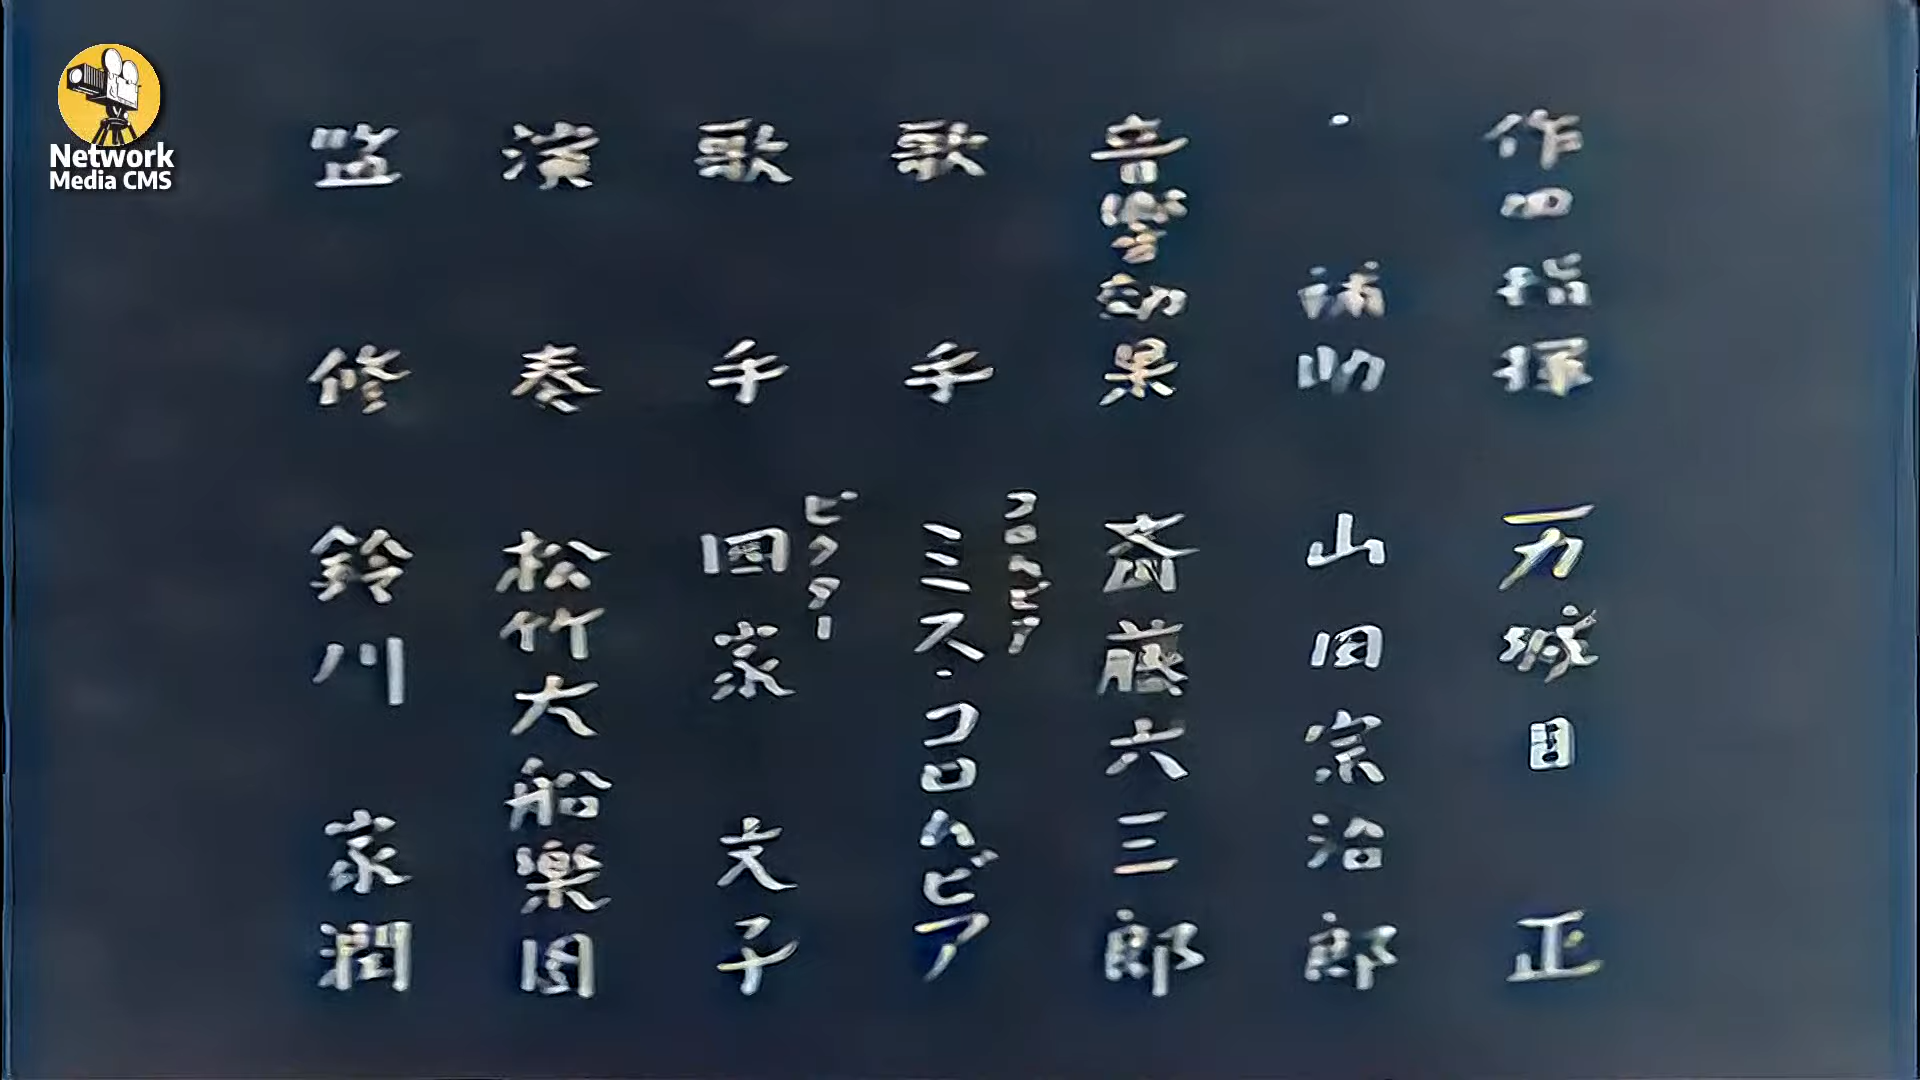 Network
Media CMS
作曲指揮 万城目 正
・ 補助 山田宗治郎
音響効果 斎藤六三郎
歌手 コロムビア ミス・コロムビア
歌手 ビクター 田家文子
演奏 松竹大船楽団
監修 鈴川家潤